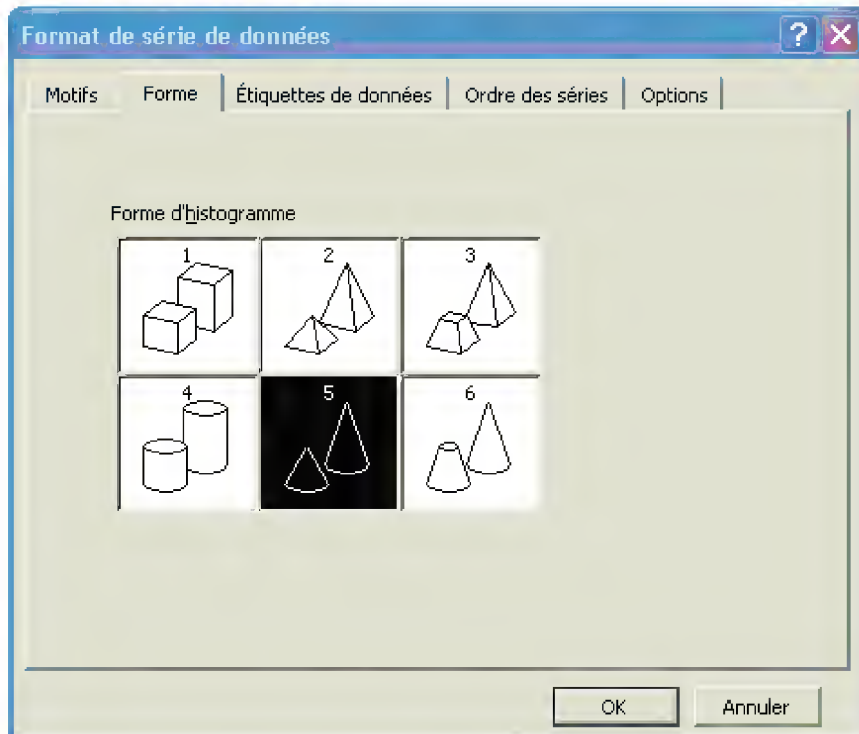 Format de série de données
Motifs Forme Étiquettes de données Ordre des séries Options
Forme d'histogramme
1 2 3
4 5 6
OK Annuler